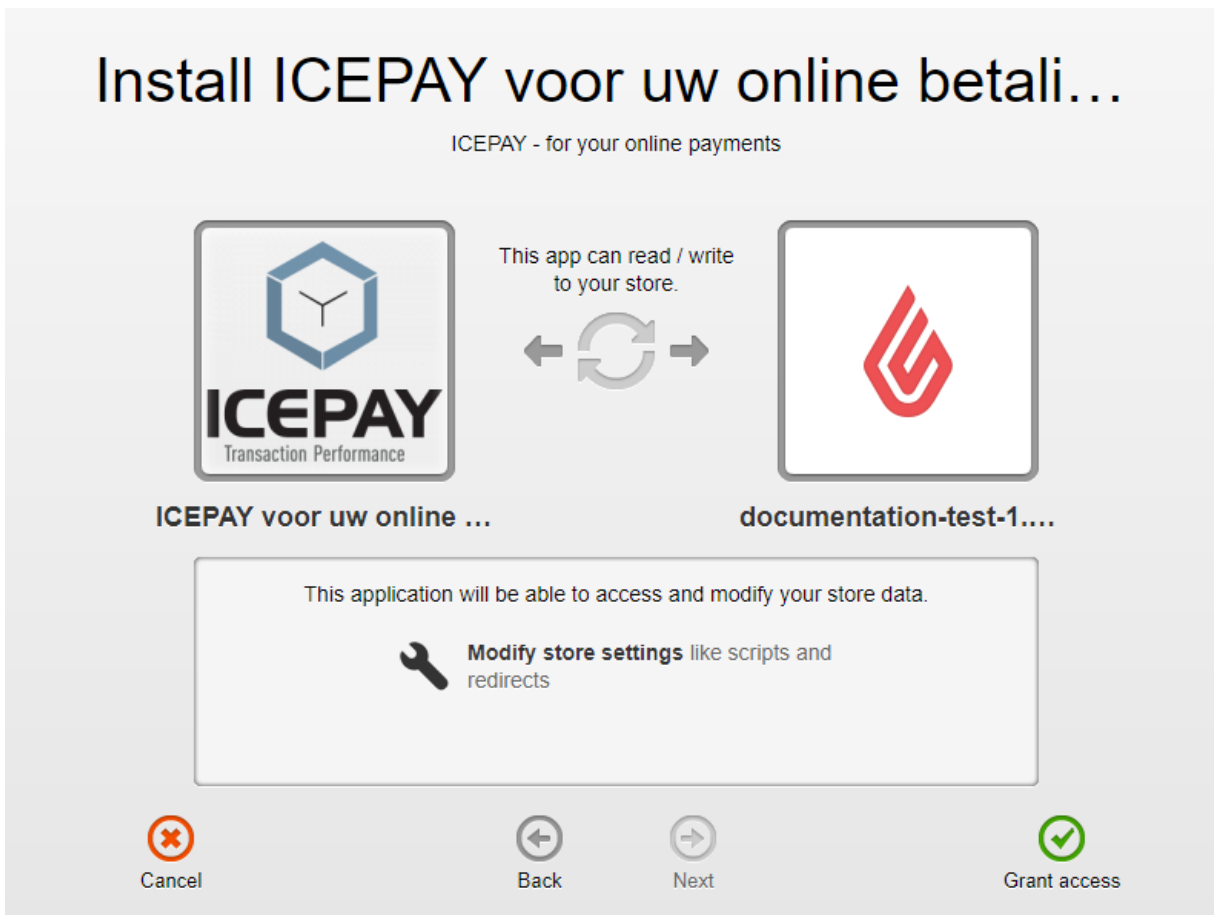 Install ICEPAY voor uw online betali...
ICEPAY - for your online payments
This app can read / write
to your store.
ICEPAY
Transaction Performance
ICEPAY voor uw online ...
documentation-test-1....
This application will be able to access and modify your store data.
Modify store settings like scripts and
redirects
Cancel
Back
Next
Grant access